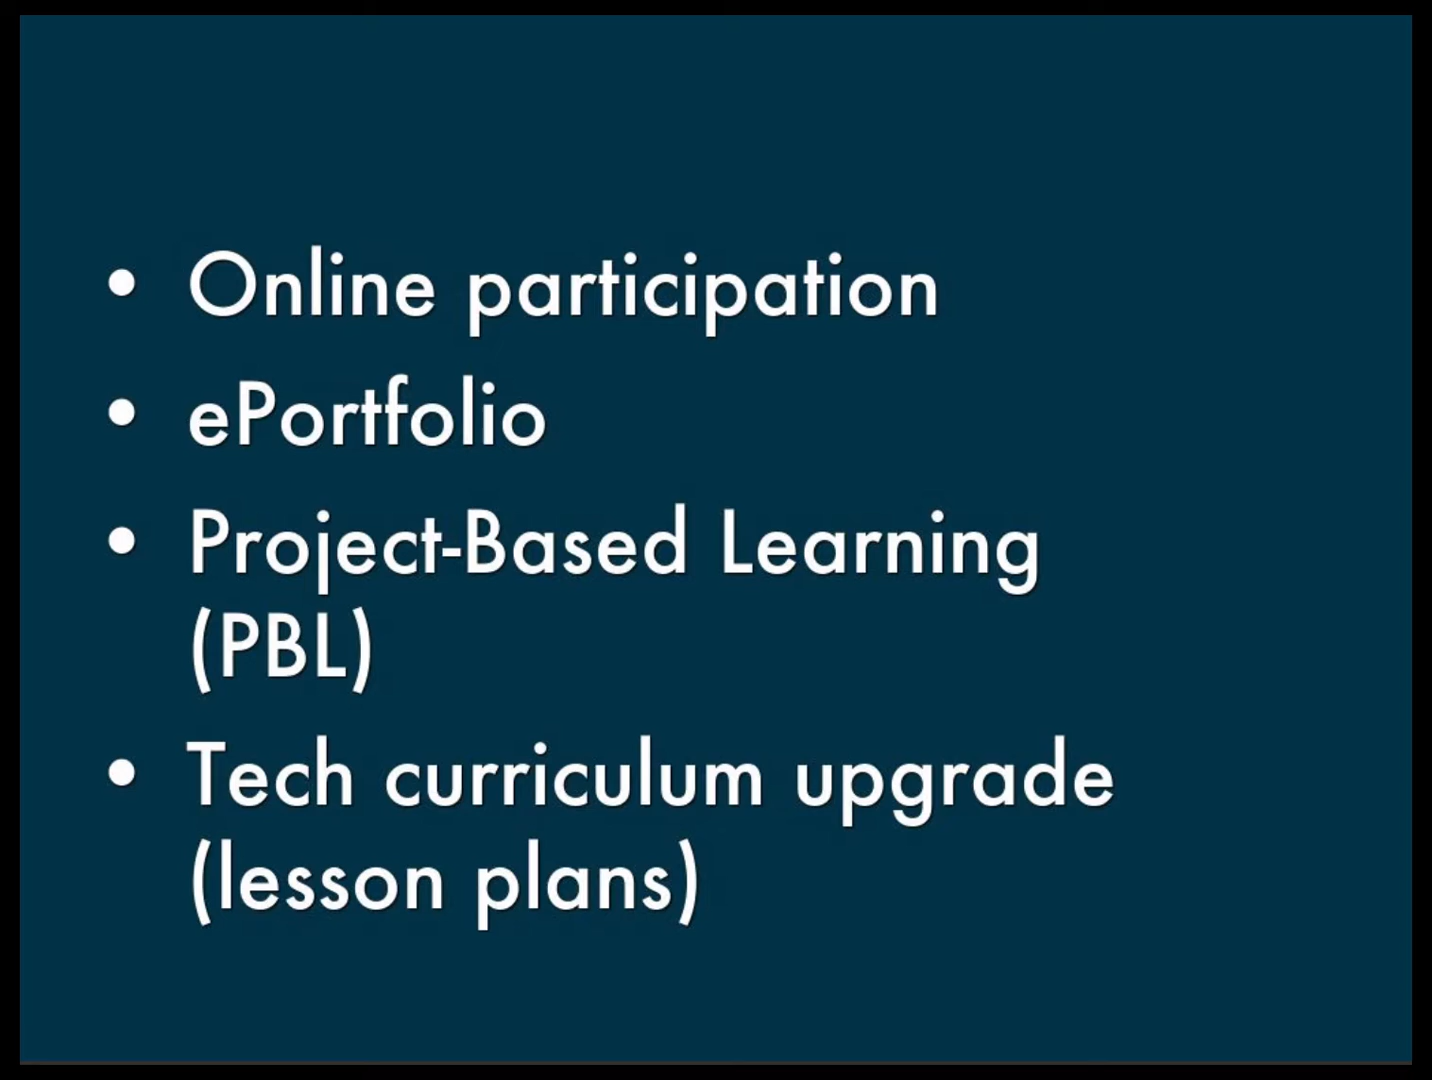 • Online participation
• ePortfolio
• Project-Based Learning
(PBL)
• Tech curriculum upgrade
(lesson plans)